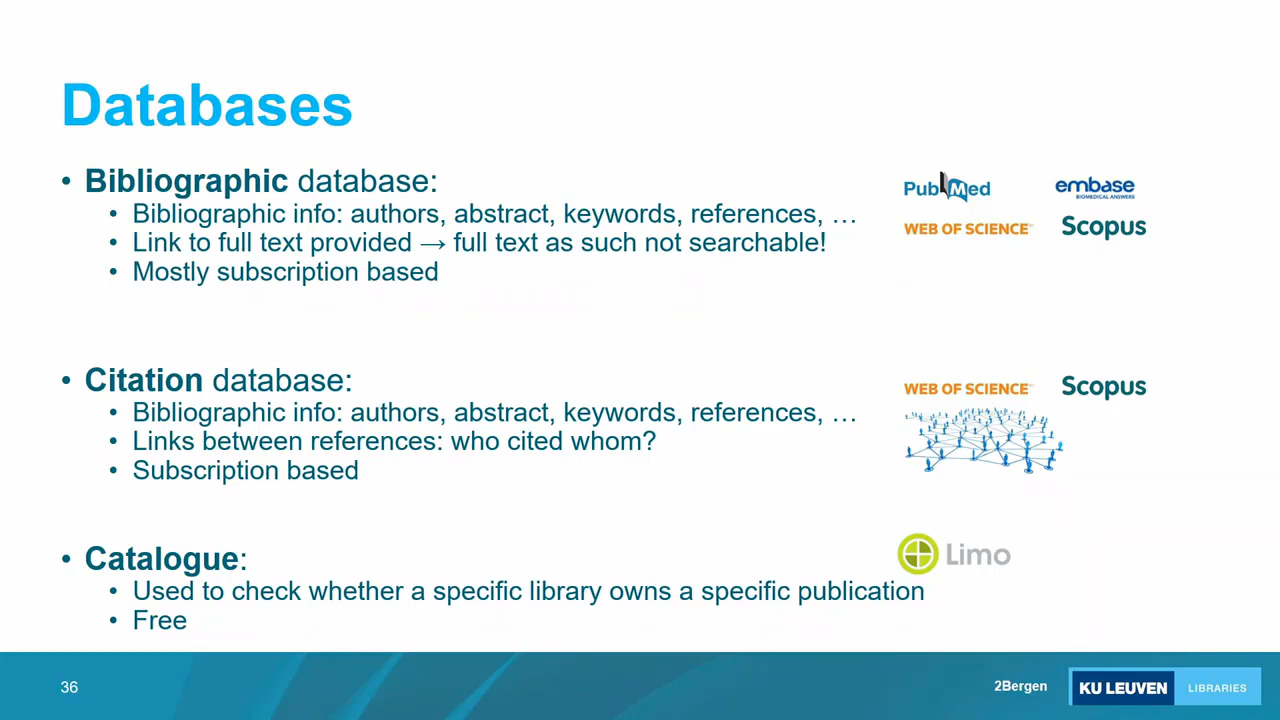 Databases
• Bibliographic database:
• Bibliographic info: authors, abstract, keywords, references, …
• Link to full text provided → full text as such not searchable!
• Mostly subscription based
PubMed
embase
BIOMEDICAL ANSWERS
WEB OF SCIENCE™
Scopus
• Citation database:
• Bibliographic info: authors, abstract, keywords, references, …
• Links between references: who cited whom?
• Subscription based
WEB OF SCIENCE™
Scopus
• Catalogue:
• Used to check whether a specific library owns a specific publication
• Free
Limo
36
2Bergen
KU LEUVEN
LIBRARIES